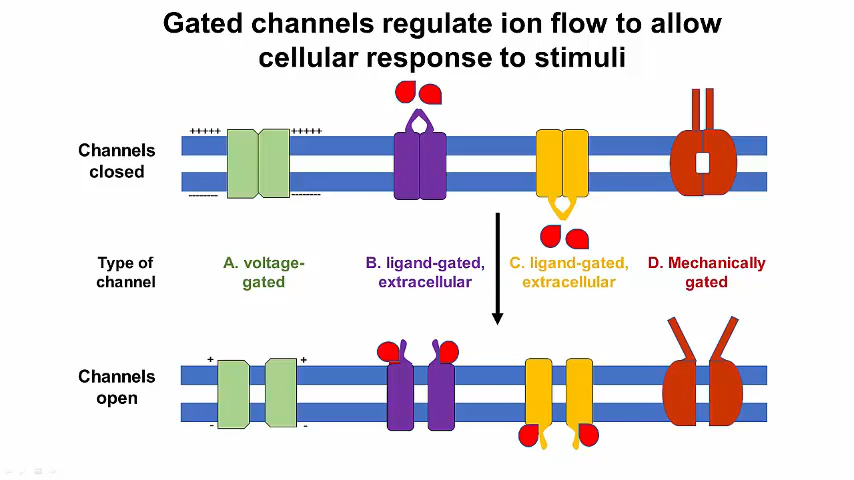 Gated channels regulate ion flow to allow
cellular response to stimuli
+++++ +++++
Channels
closed
-------- --------
Type of
channel
A. voltage-
gated
B. ligand-gated,
extracellular
C. ligand-gated,
extracellular
D. Mechanically
gated
+ +
Channels
open
- -